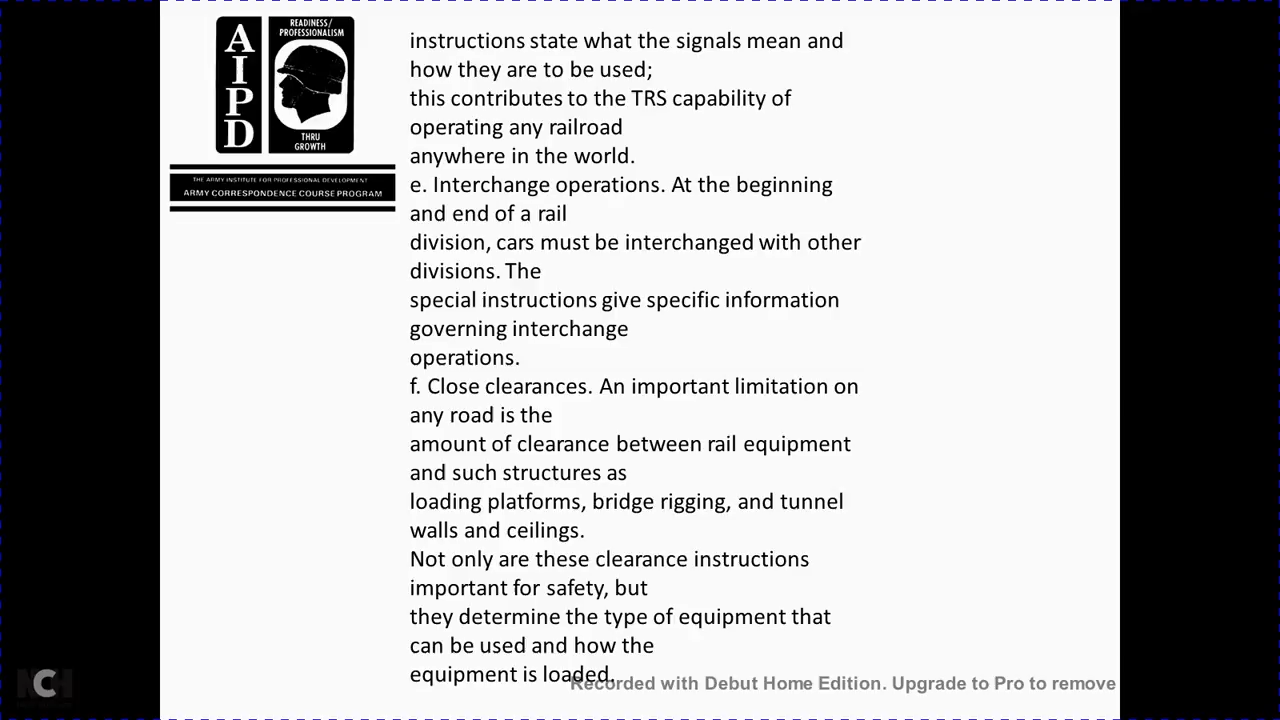 AIPD
READINESS/
PROFESSIONALISM
THRU
GROWTH
THE ARMY INSTITUTE FOR PROFESSIONAL DEVELOPMENT
ARMY CORRESPONDENCE COURSE PROGRAM
instructions state what the signals mean and
how they are to be used;
this contributes to the TRS capability of
operating any railroad
anywhere in the world.
e. Interchange operations. At the beginning
and end of a rail
division, cars must be interchanged with other
divisions. The
special instructions give specific information
governing interchange
operations.
f. Close clearances. An important limitation on
any road is the
amount of clearance between rail equipment
and such structures as
loading platforms, bridge rigging, and tunnel
walls and ceilings.
Not only are these clearance instructions
important for safety, but
they determine the type of equipment that
can be used and how the
equipment is loaded.
Recorded with Debut Home Edition. Upgrade to Pro to remove
NCH